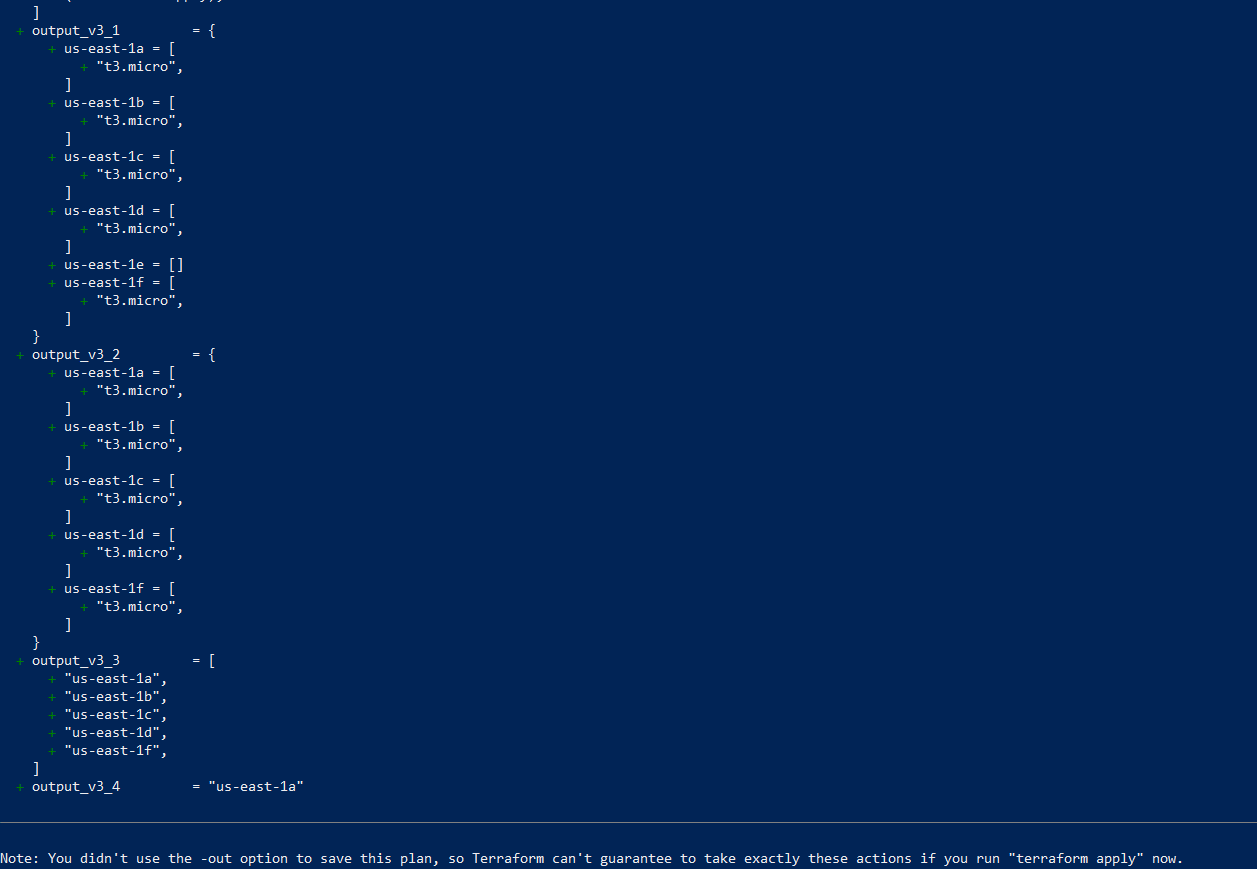 ]
+ output_v3_1 = {
+ us-east-1a = [
+ "t3.micro",
]
+ us-east-1b = [
+ "t3.micro",
]
+ us-east-1c = [
+ "t3.micro",
]
+ us-east-1d = [
+ "t3.micro",
]
+ us-east-1e = []
+ us-east-1f = [
+ "t3.micro",
]
}
+ output_v3_2 = {
+ us-east-1a = [
+ "t3.micro",
]
+ us-east-1b = [
+ "t3.micro",
]
+ us-east-1c = [
+ "t3.micro",
]
+ us-east-1d = [
+ "t3.micro",
]
+ us-east-1f = [
+ "t3.micro",
]
}
+ output_v3_3 = [
+ "us-east-1a",
+ "us-east-1b",
+ "us-east-1c",
+ "us-east-1d",
+ "us-east-1f",
]
+ output_v3_4 = "us-east-1a"
Note: You didn't use the -out option to save this plan, so Terraform can't guarantee to take exactly these actions if you run "terraform apply" now.